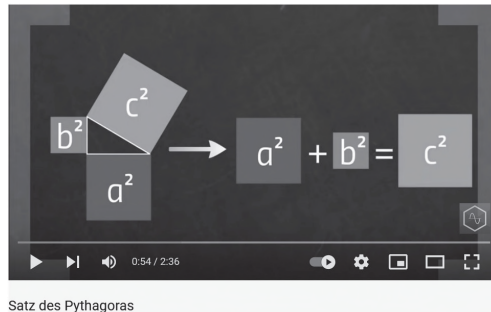 c²
b²
a²
a² + b² = c²
0:54 / 2:36
Satz des Pythagoras